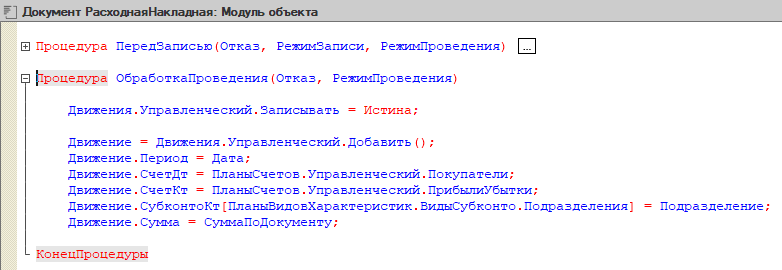 Документ РасходнаяНакладная: Модуль объекта
Процедура ПередЗаписью(Отказ, РежимЗаписи, РежимПроведения) ...
Процедура ОбработкаПроведения(Отказ, РежимПроведения)
Движения.Управленческий.Записывать = Истина;
Движение = Движения.Управленческий.Добавить();
Движение.Период = Дата;
Движение.СчетДт = ПланыСчетов.Управленческий.Покупатели;
Движение.СчетКт = ПланыСчетов.Управленческий.ПрибылиУбытки;
Движение.СубконтоКт[ПланыВидовХарактеристик.ВидыСубконто.Подразделения] = Подразделение;
Движение.Сумма = СуммаПоДокументу;
КонецПроцедуры